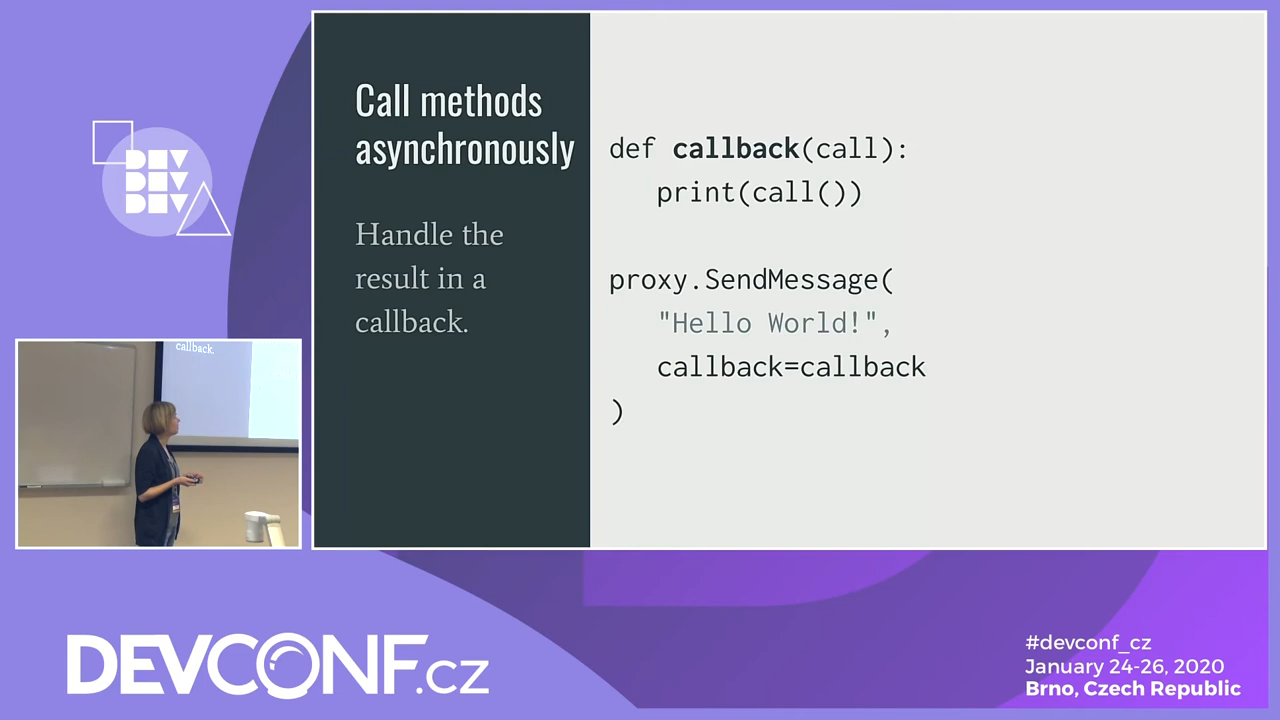 DEV
DEV
DEV
Call methods
asynchronously
Handle the
result in a
callback.
def callback(call):
print(call())
proxy.SendMessage(
"Hello World!",
callback=callback
)
callback.
DEVCONF.cz
#devconf_cz
January 24-26, 2020
Brno, Czech Republic